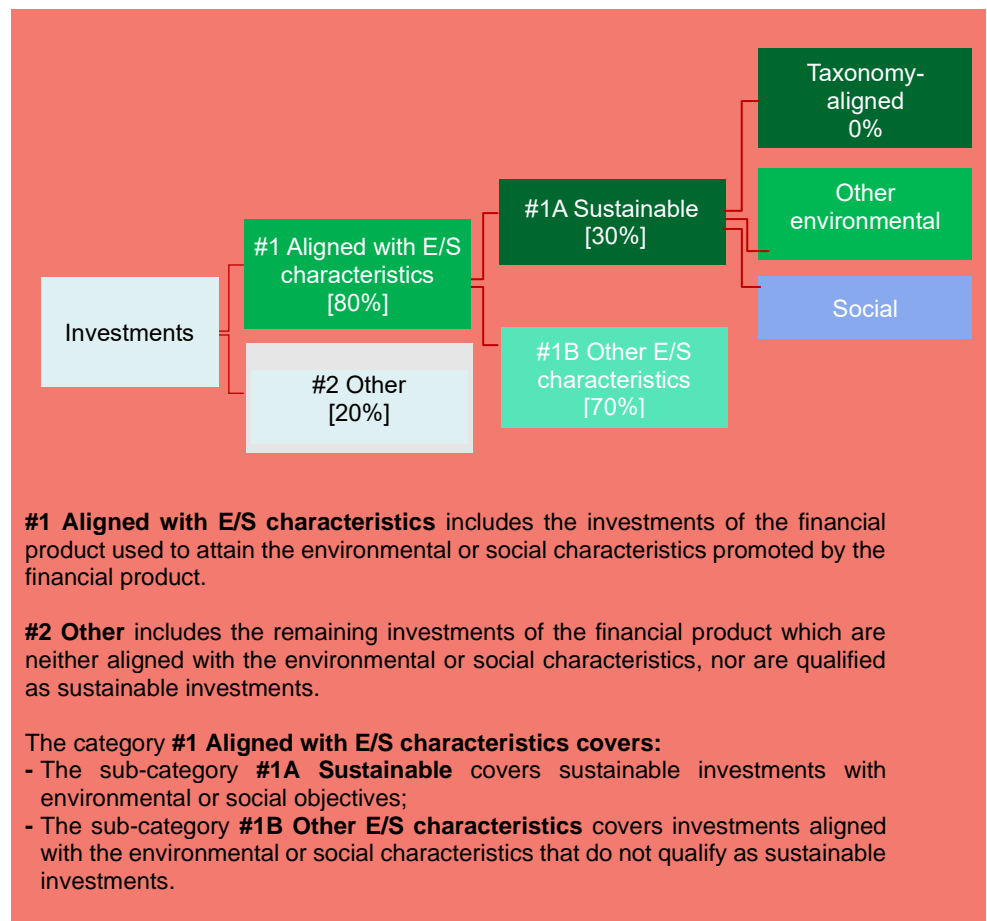 Taxonomy-
aligned
0%
Other
environmental
#1A Sustainable
[30%]
#1 Aligned with E/S
characteristics
[80%]
Social
Investments
#1B Other E/S
characteristics
[70%]
#2 Other
[20%]
#1 Aligned with E/S characteristics includes the investments of the financial
product used to attain the environmental or social characteristics promoted by the
financial product.
#2 Other includes the remaining investments of the financial product which are
neither aligned with the environmental or social characteristics, nor are qualified
as sustainable investments.
The category #1 Aligned with E/S characteristics covers:
- The sub-category #1A Sustainable covers sustainable investments with
environmental or social objectives;
- The sub-category #1B Other E/S characteristics covers investments aligned
with the environmental or social characteristics that do not qualify as sustainable
investments.